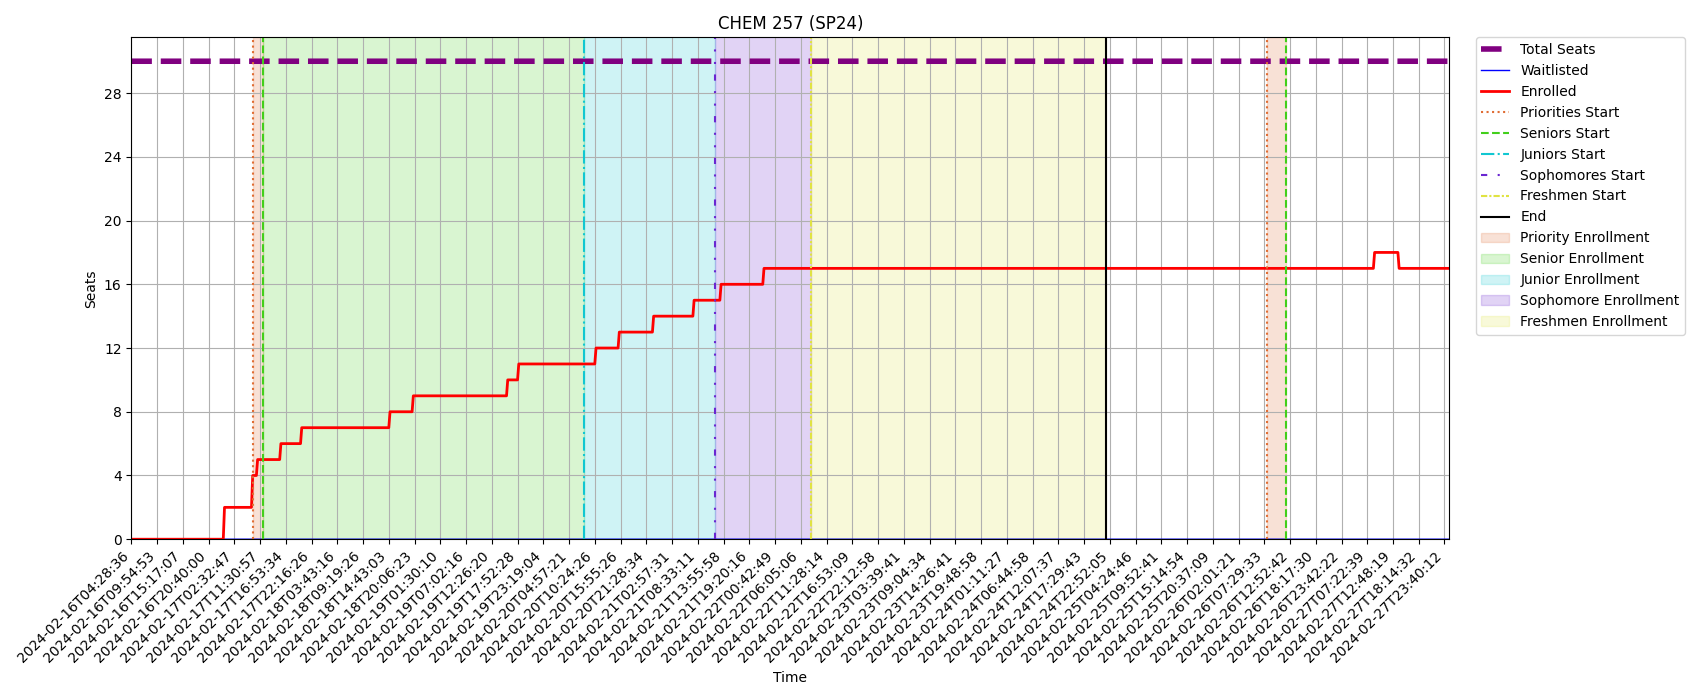 CHEM 257 (SP24)
Total Seats
Waitlisted
Enrolled
Priorities Start
Seniors Start
Juniors Start
Sophomores Start
Freshmen Start
End
Priority Enrollment
Senior Enrollment
Junior Enrollment
Sophomore Enrollment
Freshmen Enrollment
Seats
28
24
20
16
12
8
4
0
2024-02-16T04:28:36
2024-02-16T09:54:53
2024-02-16T15:17:07
2024-02-16T20:40:00
2024-02-17T02:32:47
2024-02-17T11:30:57
2024-02-17T16:53:34
2024-02-17T22:16:26
2024-02-18T03:43:16
2024-02-18T09:19:26
2024-02-18T14:43:03
2024-02-18T20:06:23
2024-02-19T01:30:10
2024-02-19T07:02:16
2024-02-19T12:26:20
2024-02-19T17:52:28
2024-02-19T23:19:04
2024-02-20T04:57:21
2024-02-20T10:24:26
2024-02-20T15:55:26
2024-02-20T21:28:34
2024-02-21T02:57:31
2024-02-21T08:33:11
2024-02-21T13:55:58
2024-02-21T19:20:16
2024-02-22T00:42:49
2024-02-22T06:05:06
2024-02-22T11:28:14
2024-02-22T16:53:09
2024-02-22T22:12:58
2024-02-23T03:39:41
2024-02-23T09:04:34
2024-02-23T14:26:41
2024-02-23T19:48:58
2024-02-24T01:11:27
2024-02-24T06:44:58
2024-02-24T12:07:37
2024-02-24T17:29:43
2024-02-24T22:52:05
2024-02-25T04:24:46
2024-02-25T09:52:41
2024-02-25T15:14:54
2024-02-25T20:37:09
2024-02-26T02:01:21
2024-02-26T07:29:33
2024-02-26T12:52:42
2024-02-26T18:17:30
2024-02-26T23:42:22
2024-02-27T07:22:39
2024-02-27T12:48:19
2024-02-27T18:14:32
2024-02-27T23:40:12
Time